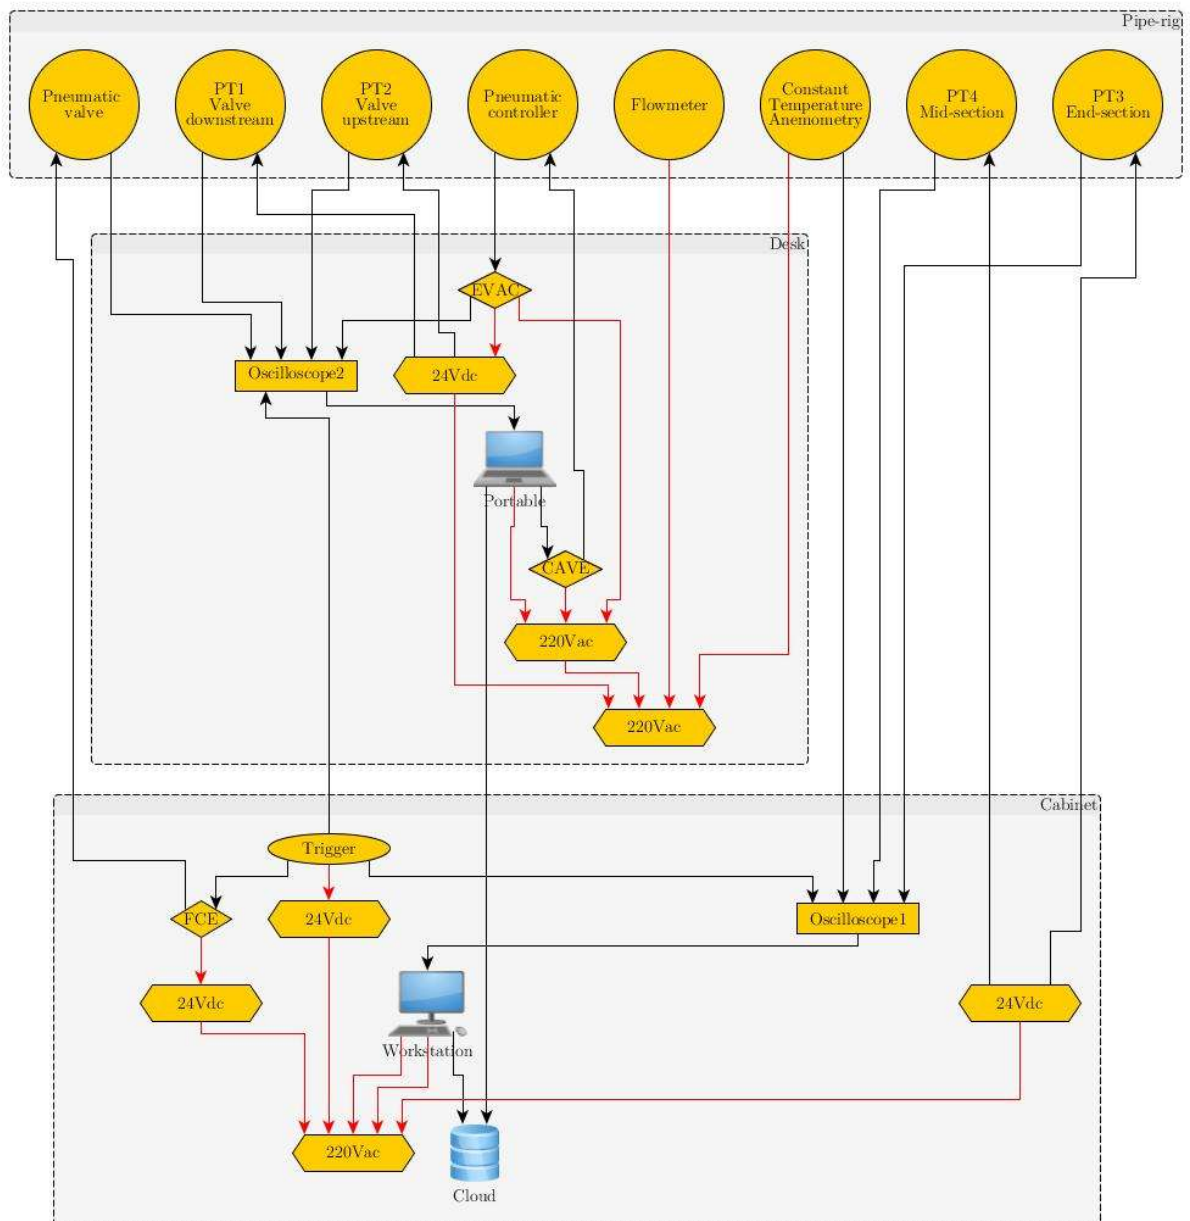 Pipe-rig
Pneumatic
valve
PT1
Valve
downstream
PT2
Valve
upstream
Pneumatic
controller
Flowmeter
Constant
Temperature
Anemometry
PT4
Mid-section
PT3
End-section
Desk
EVAC
Oscilloscope2
24Vdc
Portable
CAVE
220Vac
220Vac
Cabinet
Trigger
FCE
24Vdc
Oscilloscope1
24Vdc
24Vdc
Workstation
220Vac
Cloud